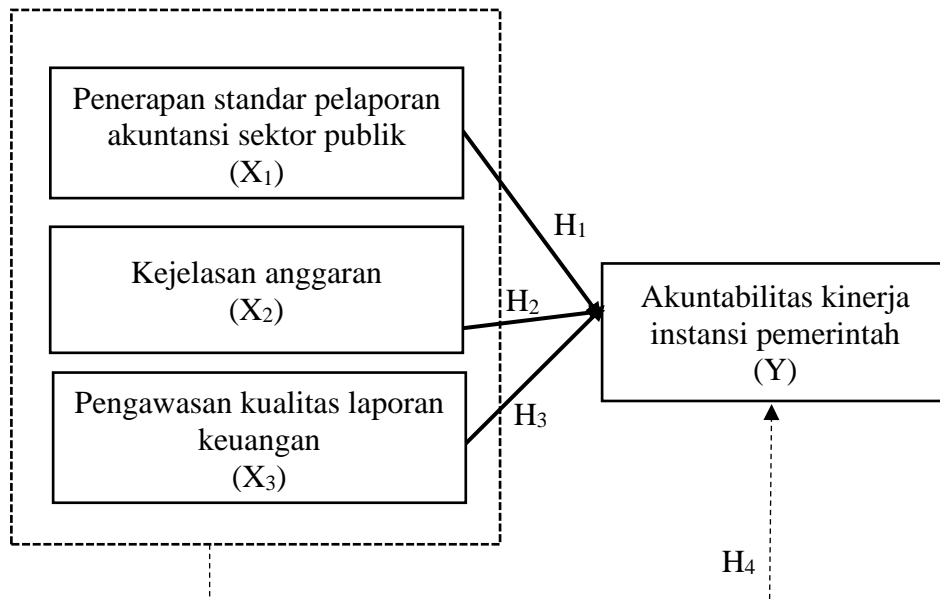 Penerapan standar pelaporan
akuntansi sektor publik
(X₁)
H₁
Kejelasan anggaran
(X₂)
H₂
Akuntabilitas kinerja
instansi pemerintah
(Y)
Pengawasan kualitas laporan
keuangan
(X₃)
H₃
H₄